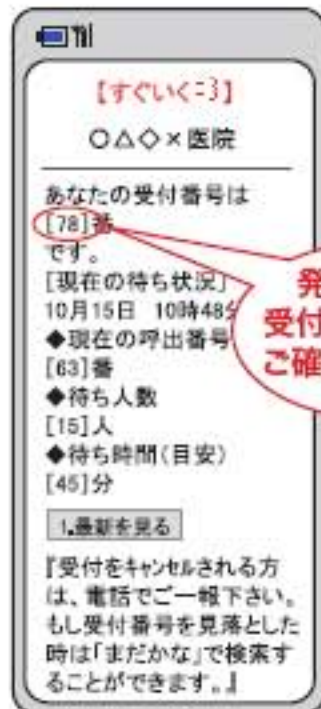 【すぐいくニ3】
○△◇×医院
あなたの受付番号は
[78]番
です。
[現在の待ち状況]
10月15日 10時48分
◆現在の呼出番号
[63]番
◆待ち人数
[15]人
◆待ち時間(目安)
[45]分
1.最新を見る
『受付をキャンセルされる方
は、電話でご一報下さい。
もし受付番号を見落とした
時は「まだかな」で検索す
ることができます。』
発
受付
ご確